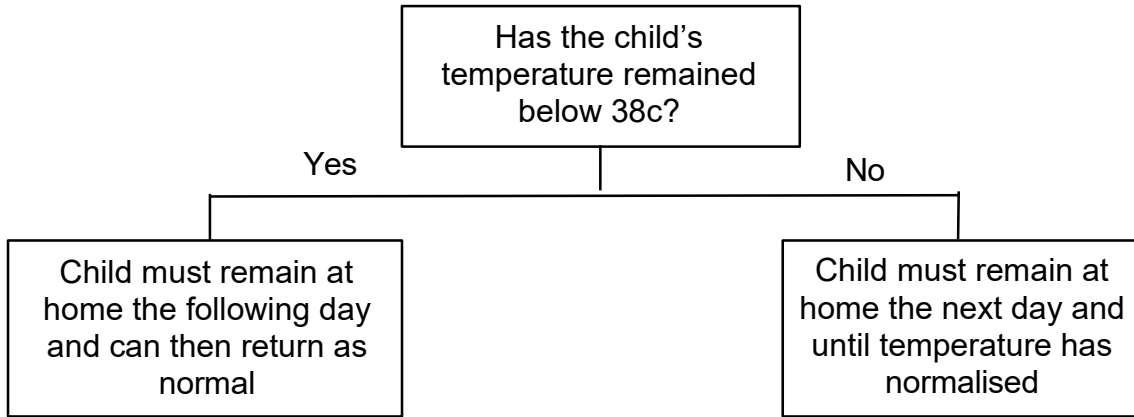 Has the child’s
temperature remained
below 38c?
Yes
No
Child must remain at
home the following day
and can then return as
normal
Child must remain at
home the next day and
until temperature has
normalised